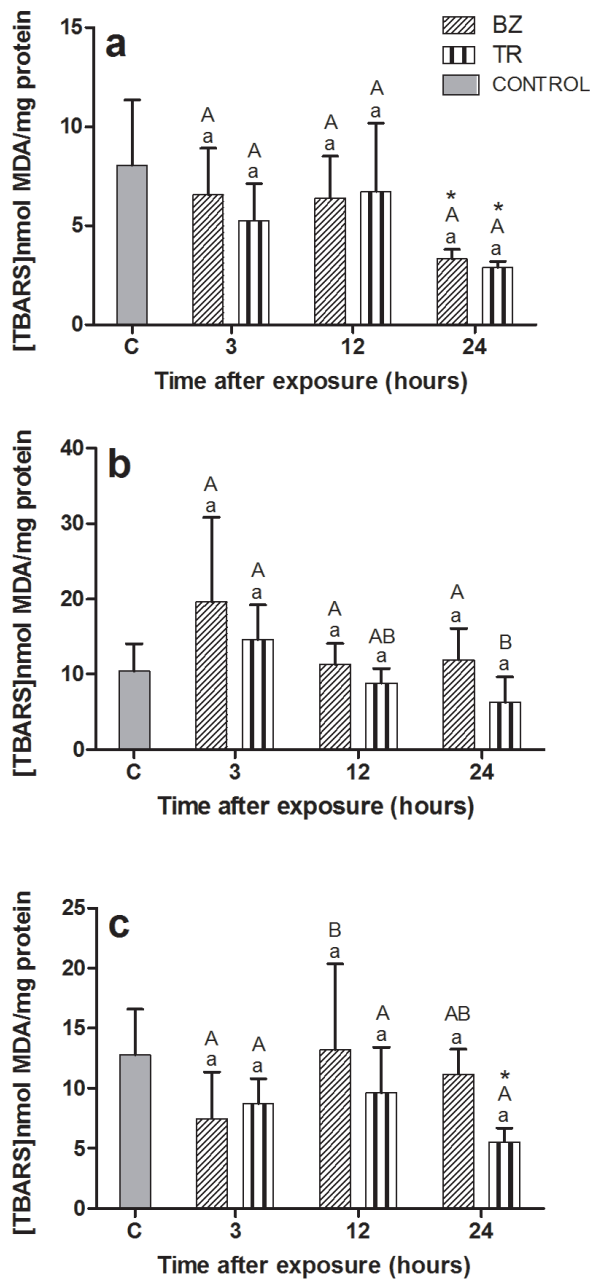 a
BZ
TR
CONTROL
[TBARS]nmol MDA/mg protein
15
10
5
0
A
a
A
a
A
a
A
a
*
A
a
*
A
a
C
3
12
24
Time after exposure (hours)
b
[TBARS]nmol MDA/mg protein
40
30
20
10
0
A
a
A
a
A
a
AB
a
A
a
B
a
C
3
12
24
Time after exposure (hours)
c
[TBARS]nmol MDA/mg protein
25
20
15
10
5
0
A
a
A
a
B
a
A
a
AB
a
*
A
a
C
3
12
24
Time after exposure (hours)